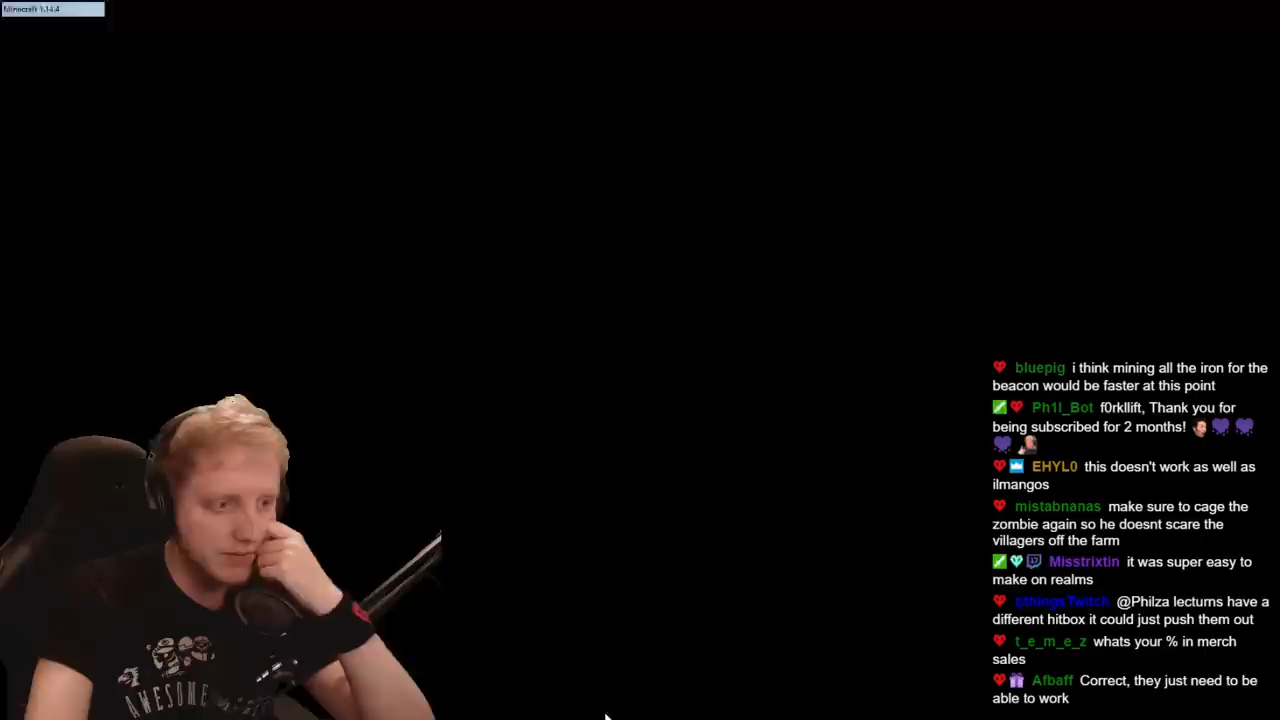 Minecraft 1.14.4
bluepig i think mining all the iron for the
beacon would be faster at this point
Ph1l_Bot f0rkllift, Thank you for
being subscribed for 2 months!
EHYL0 this doesn't work as well as
ilmangos
mistabnanas make sure to cage the
zombie again so he doesnt scare the
villagers off the farm
Misstrixtin it was super easy to
make on realms
@Philza lecturns have a
different hitbox it could just push them out
t_e_m_e_z whats your % in merch
sales
Afbaff Correct, they just need to be
able to work
AWESOME